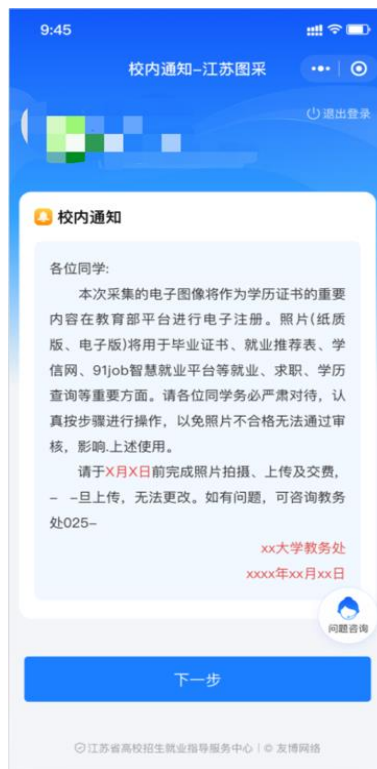 9:45
校内通知-江苏图采
退出登录
校内通知
各位同学:
本次采集的电子图像将作为学历证书的重要
内容在教育部平台进行电子注册。照片(纸质
版、电子版)将用于毕业证书、就业推荐表、学
信网、91job智慧就业平台等就业、求职、学历
查询等重要方面。请各位同学务必严肃对待，认
真按步骤进行操作，以免照片不合格无法通过审
核，影响.上述使用。
请于X月X日前完成照片拍摄、上传及交费，
– –旦上传，无法更改。如有问题，可咨询教务
处025–
xx大学教务处
xxxx年xx月xx日
问题咨询
下一步
江苏省高校招生就业指导服务中心 | © 友博网络